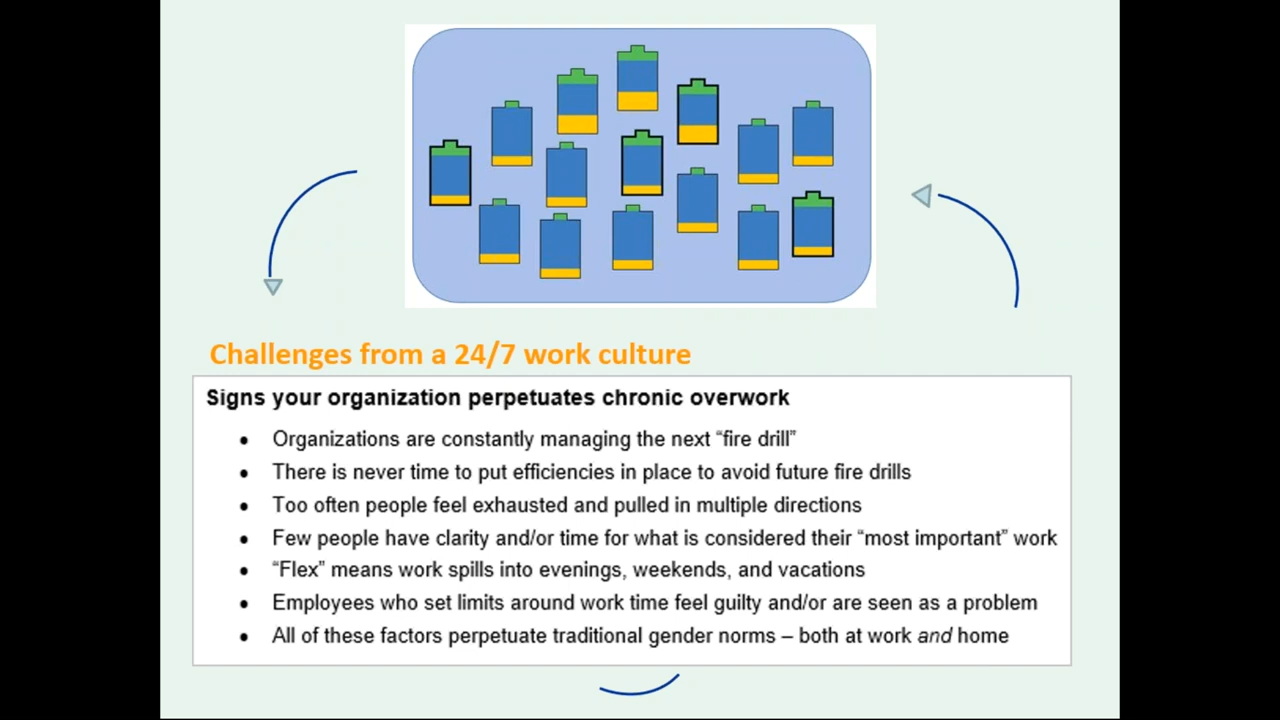 Challenges from a 24/7 work culture
Signs your organization perpetuates chronic overwork
• Organizations are constantly managing the next “fire drill”
• There is never time to put efficiencies in place to avoid future fire drills
• Too often people feel exhausted and pulled in multiple directions
• Few people have clarity and/or time for what is considered their “most important” work
• “Flex” means work spills into evenings, weekends, and vacations
• Employees who set limits around work time feel guilty and/or are seen as a problem
• All of these factors perpetuate traditional gender norms – both at work and home